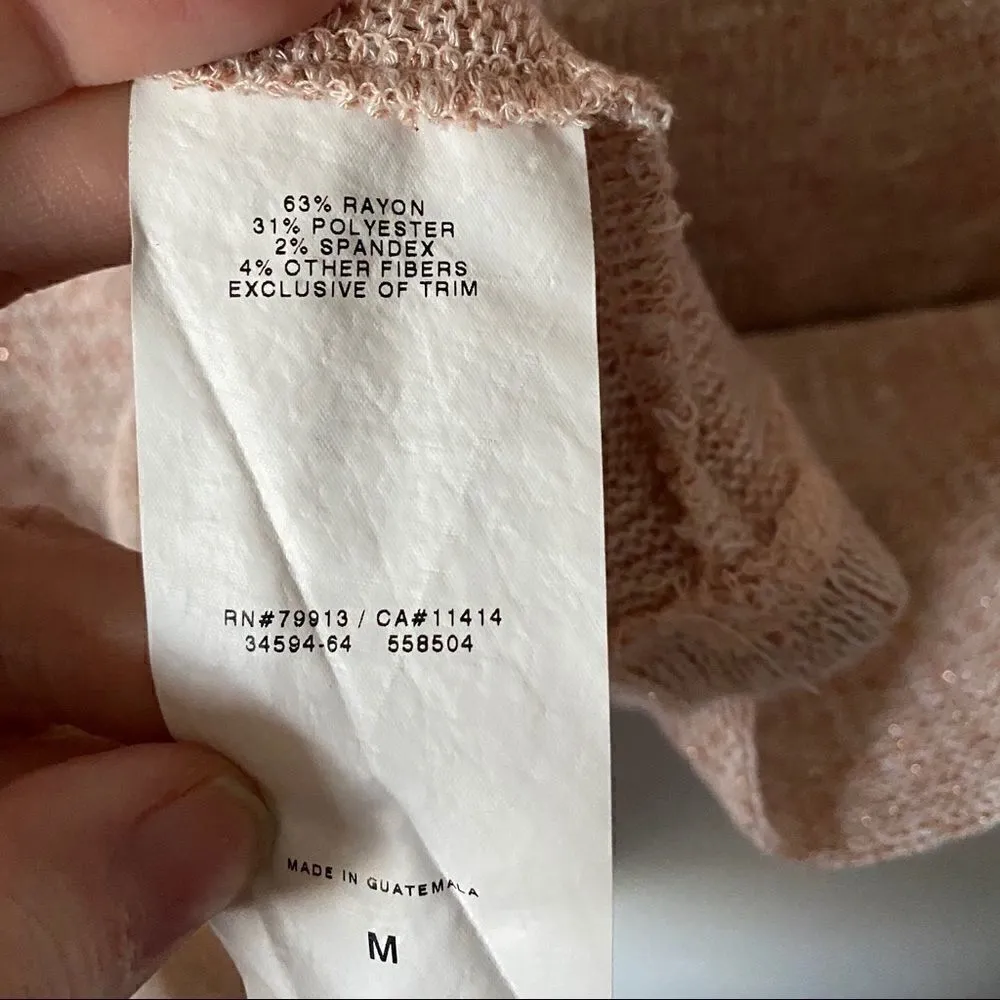 63% RAYON
31% POLYESTER
2% SPANDEX
4% OTHER FIBERS
EXCLUSIVE OF TRIM
RN#79913 / CA#11414
34594-64 558504
MADE IN GUATEMALA
M